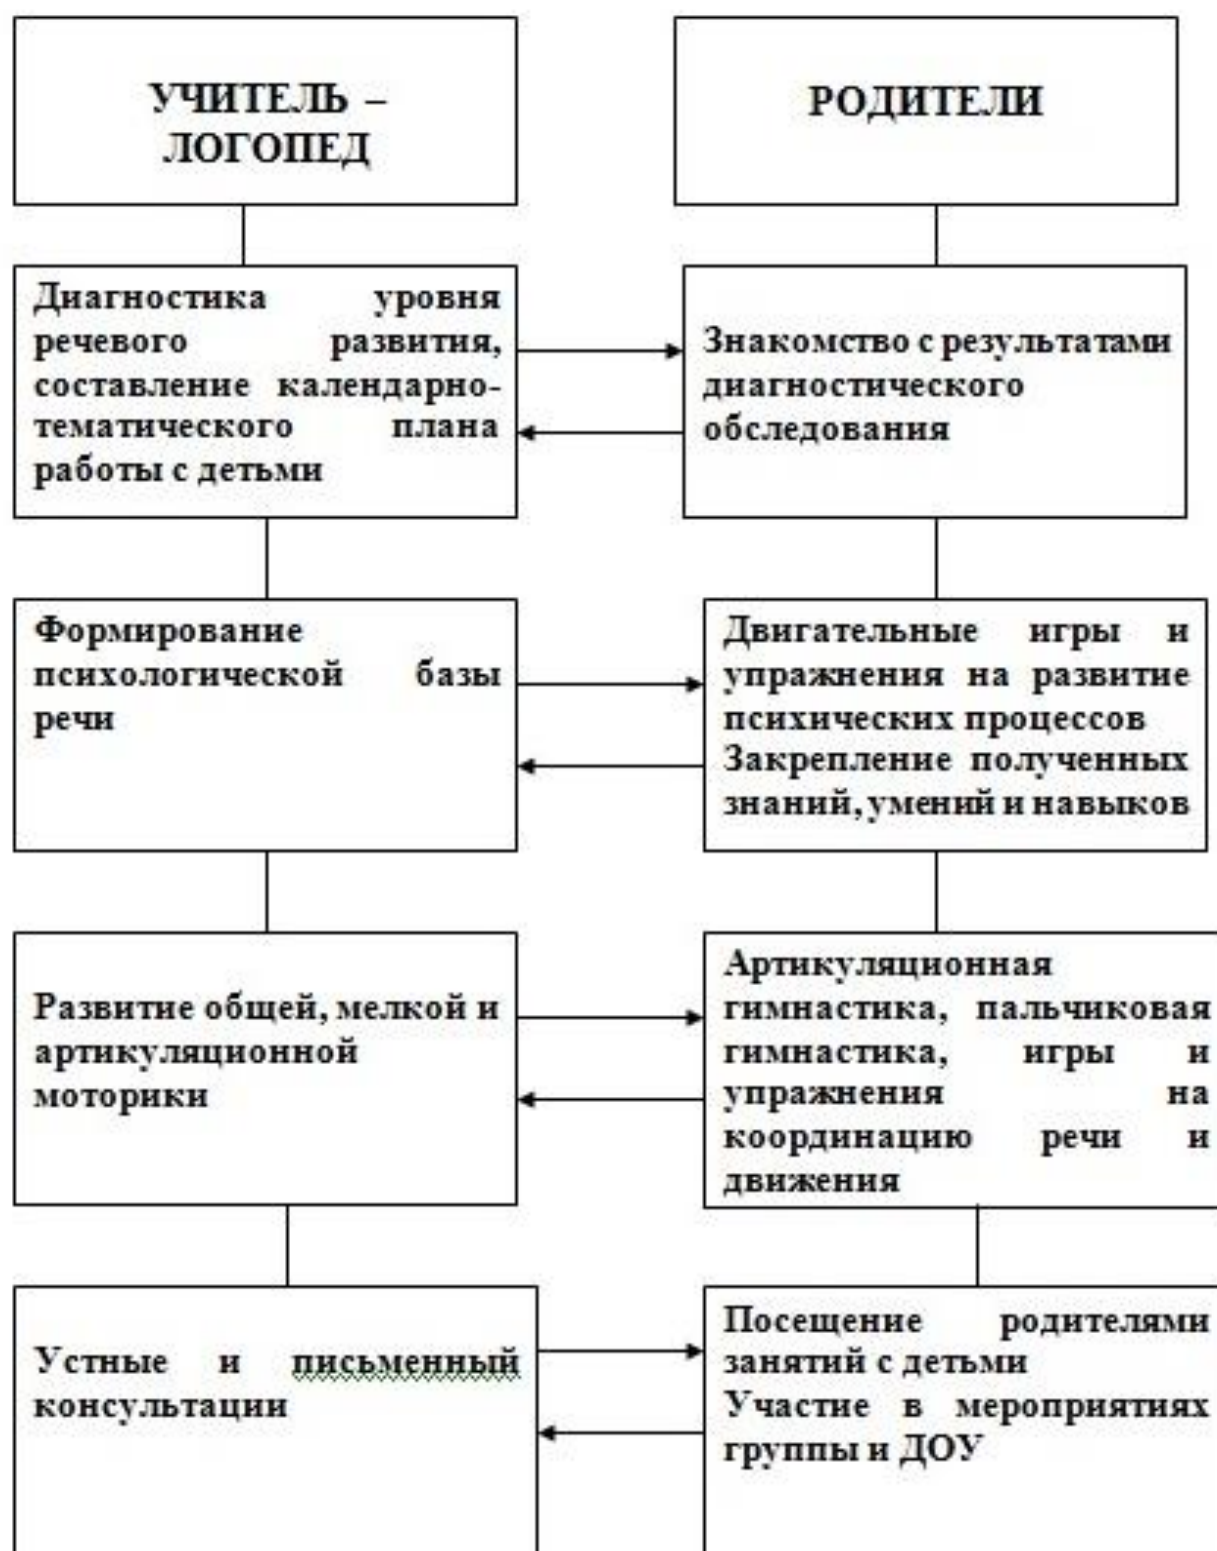 УЧИТЕЛЬ –
ЛОГОПЕД
РОДИТЕЛИ
Диагностика уровня
речевого развития,
составление календарно-
тематического плана
работы с детьми
Знакомство с результатами
диагностического
обследования
Формирование
психологической базы
речи
Двигательные игры и
упражнения на развитие
психических процессов
Закрепление полученных
знаний, умений и навыков
Развитие общей, мелкой и
артикуляционной
моторики
Артикуляционная
гимнастика, пальчиковая
гимнастика, игры и
упражнения на
координацию речи и
движения
Устные и письменный
консультации
Посещение родителями
занятий с детьми
Участие в мероприятиях
группы и ДОУ